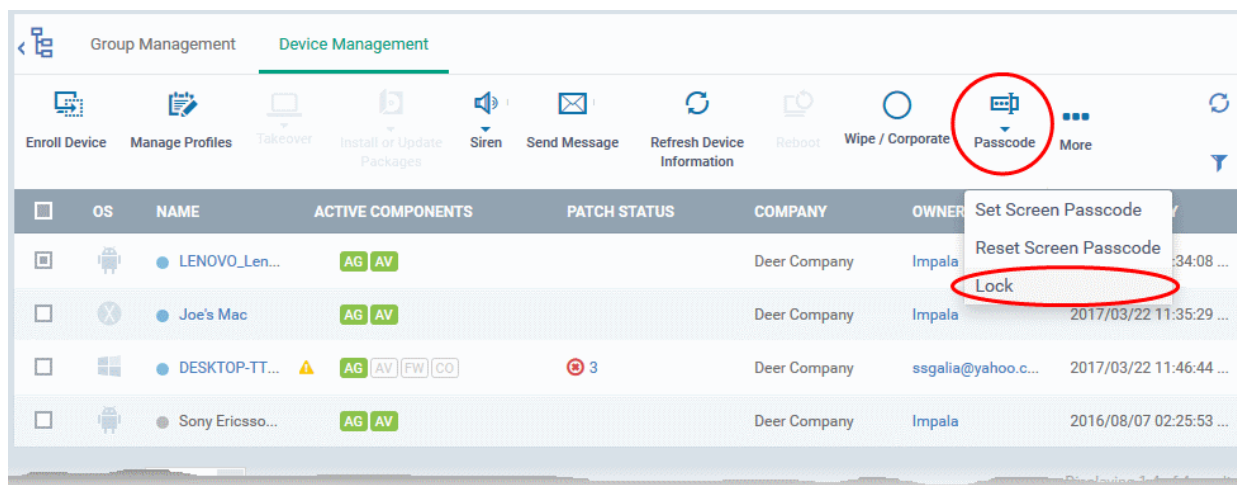 Group Management Device Management
Enroll Device Manage Profiles Takeover Install or Update Packages Siren Send Message Refresh Device Information Reboot Wipe / Corporate Passcode More
OS NAME ACTIVE COMPONENTS PATCH STATUS COMPANY OWNER
Set Screen Passcode
Reset Screen Passcode
Lock
LENOVO_Len... AG AV Deer Company Impala :34:08 ...
Joe's Mac AG AV Deer Company Impala 2017/03/22 11:35:29 ...
DESKTOP-TT... AG AV FW CO 3 Deer Company ssgalia@yahoo.c... 2017/03/22 11:46:44 ...
Sony Ericsso... AG AV Deer Company Impala 2016/08/07 02:25:53 ...